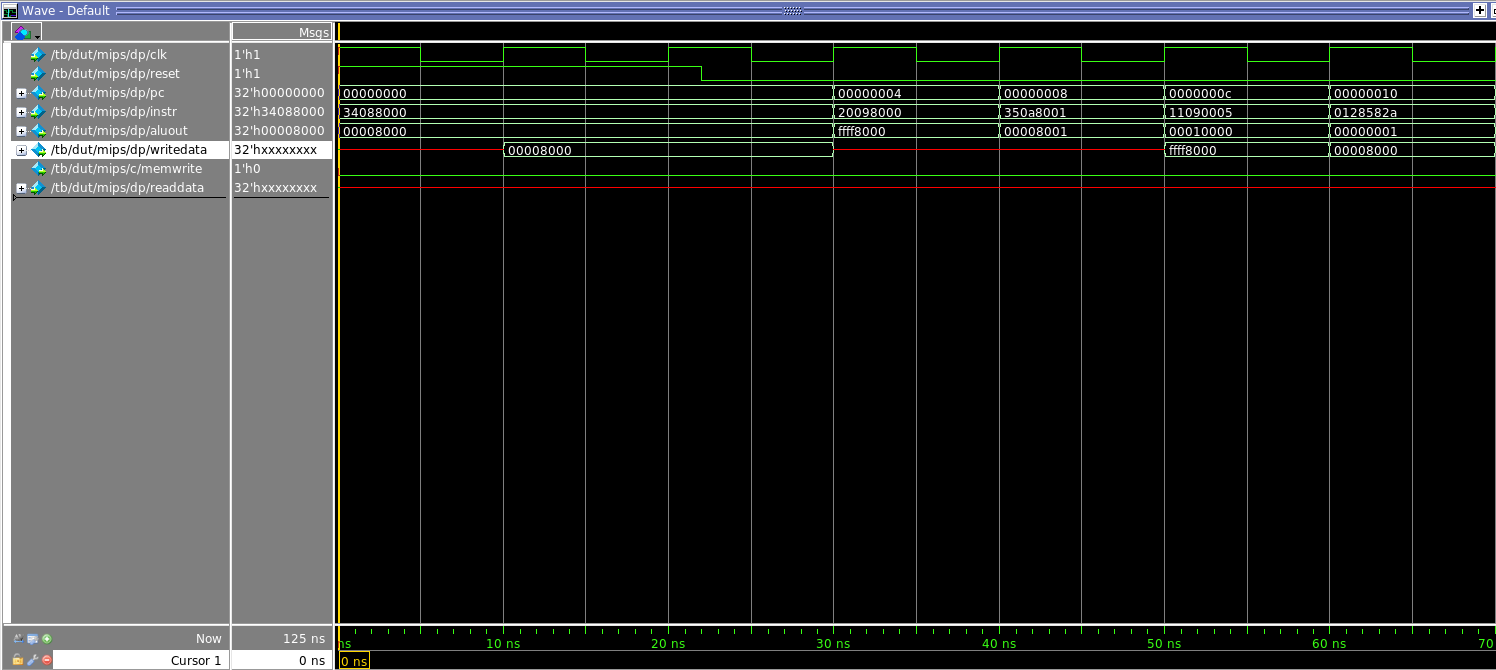 Wave - Default
Msgs
/tb/dut/mips/dp/clk 1'h1
/tb/dut/mips/dp/reset 1'h1
/tb/dut/mips/dp/pc 32'h00000000 00000000 00000004 00000008 0000000c 00000010
/tb/dut/mips/dp/instr 32'h34088000 34088000 20098000 350a8001 11090005 0128582a
/tb/dut/mips/dp/aluout 32'h00008000 00008000 ffff8000 00008001 00010000 00000001
/tb/dut/mips/dp/writedata 32'hxxxxxxxx 00008000 ffff8000 00008000
/tb/dut/mips/c/memwrite 1'h0
/tb/dut/mips/dp/readdata 32'hxxxxxxxx
Now 125 ns ns 10 ns 20 ns 30 ns 40 ns 50 ns 60 ns 70
Cursor 1 0 ns 0 ns